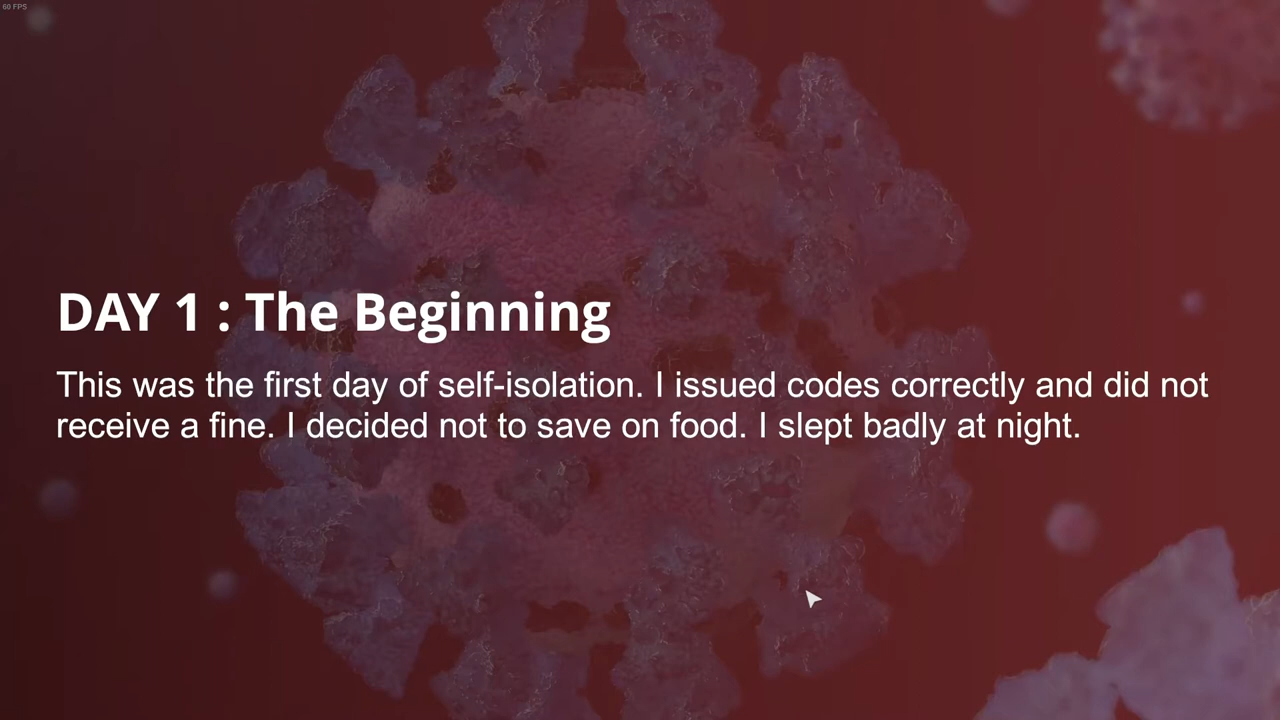 60 FPS
DAY 1 : The Beginning
This was the first day of self-isolation. I issued codes correctly and did not
receive a fine. I decided not to save on food. I slept badly at night.